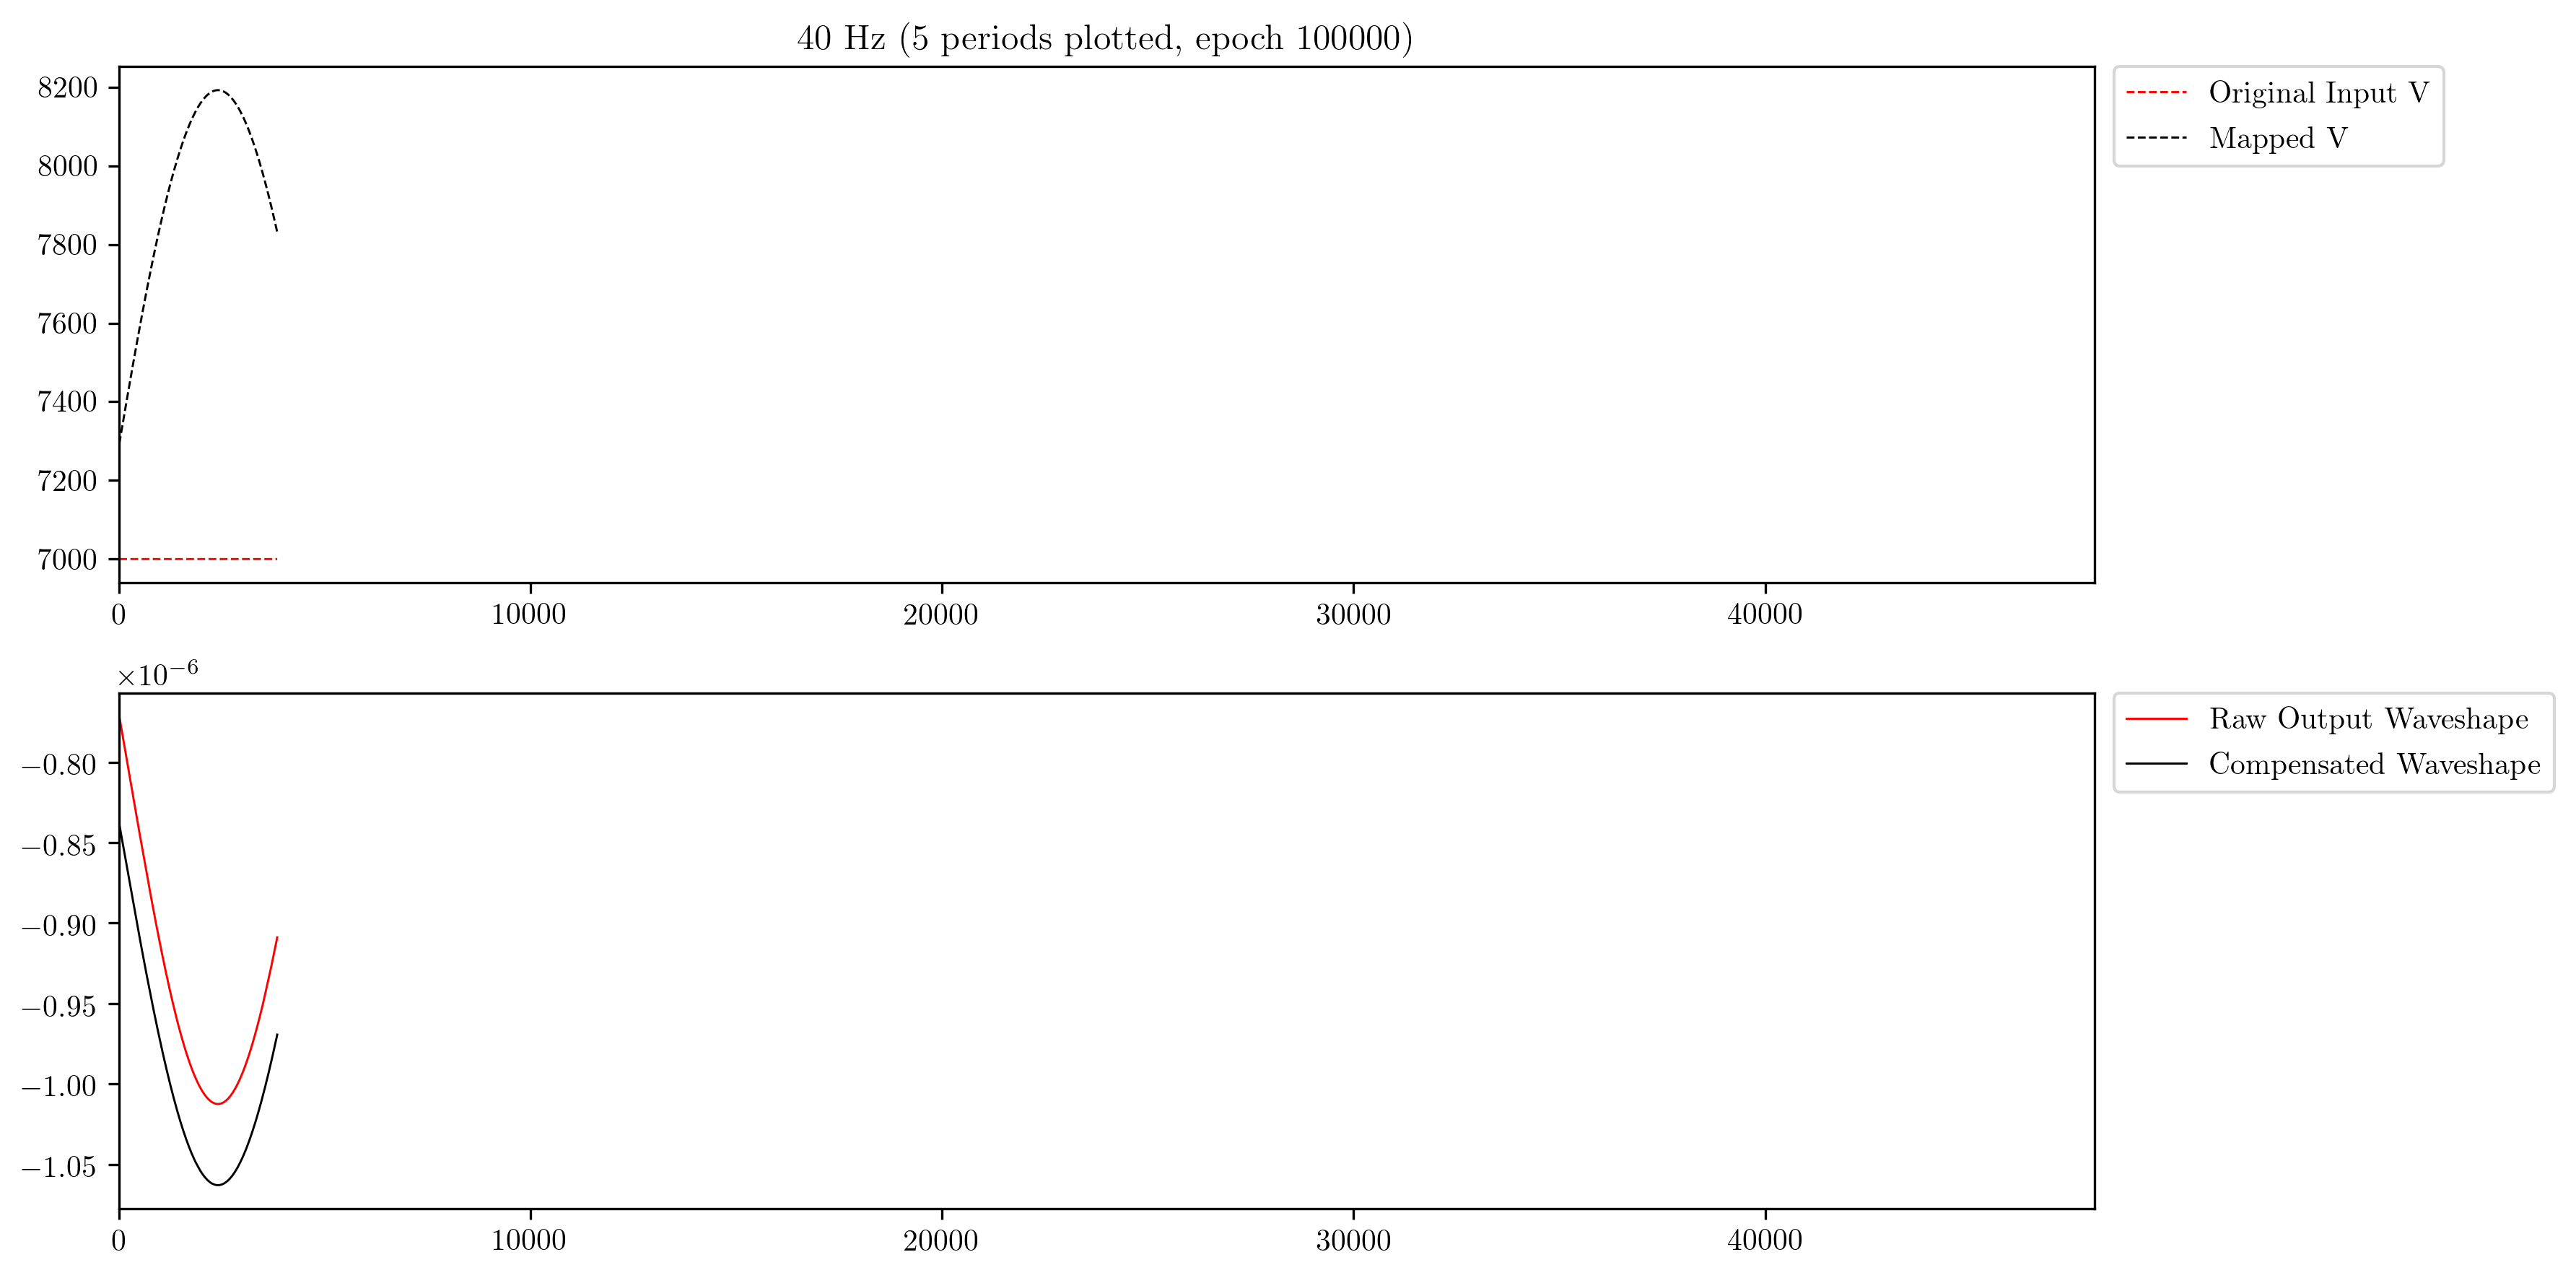 40 Hz (5 periods plotted, epoch 100000)
8200
8000
7800
7600
7400
7200
7000
0 10000 20000 30000 40000
Original Input V
Mapped V
×10⁻⁶
−0.80
−0.85
−0.90
−0.95
−1.00
−1.05
0 10000 20000 30000 40000
Raw Output Waveshape
Compensated Waveshape